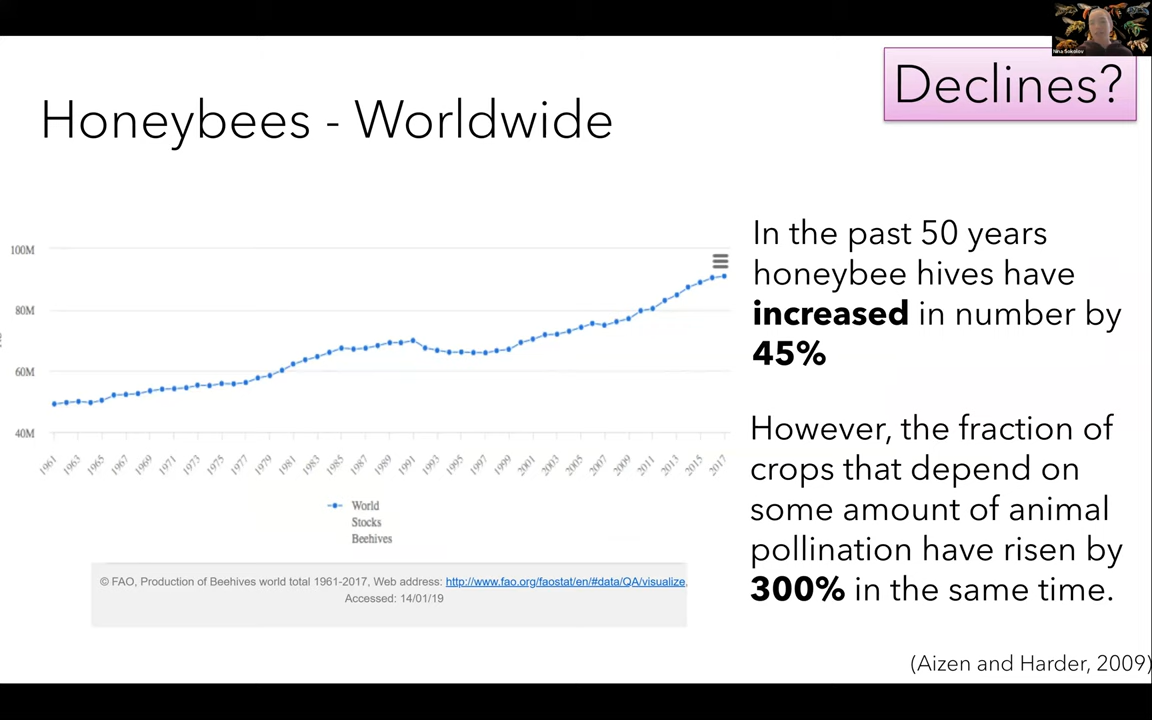 Nina Sokolov
Declines?
Honeybees - Worldwide
100M
80M
60M
40M
1961
1963
1965
1967
1969
1971
1973
1975
1977
1979
1981
1983
1985
1987
1989
1991
1993
1995
1997
1999
2001
2003
2005
2007
2009
2011
2013
2015
2017
World
Stocks
Beehives
© FAO, Production of Beehives world total 1961-2017, Web address: http://www.fao.org/faostat/en/#data/QA/visualize,
Accessed: 14/01/19
In the past 50 years
honeybee hives have
increased in number by
45%
However, the fraction of
crops that depend on
some amount of animal
pollination have risen by
300% in the same time.
(Aizen and Harder, 2009)